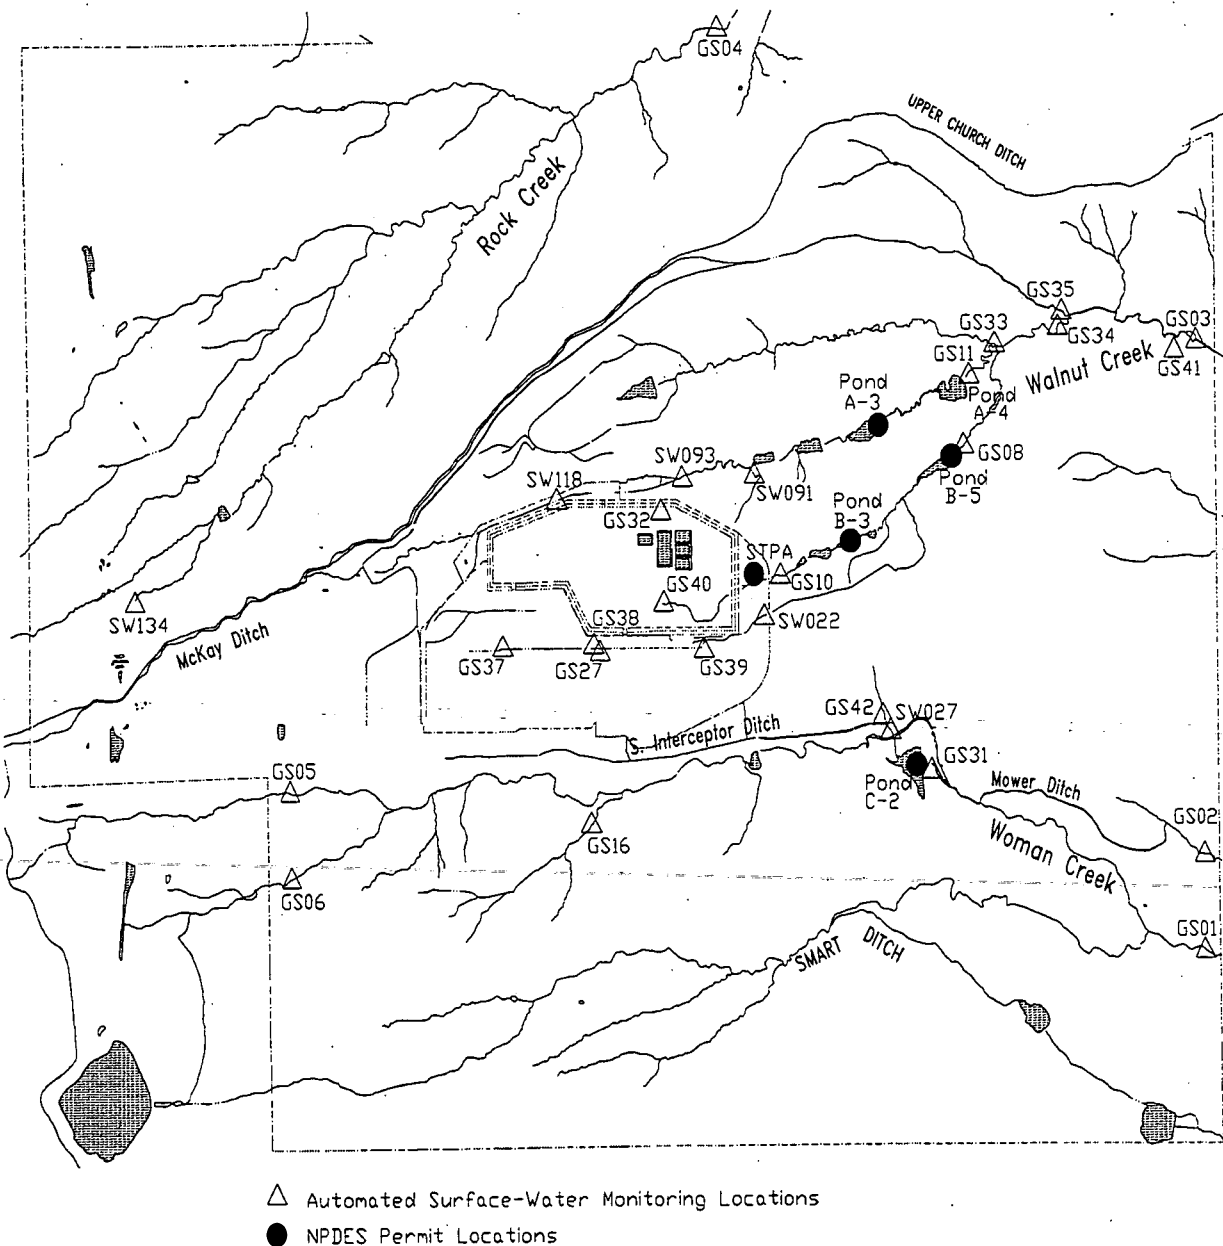 GS04
UPPER CHURCH DITCH
Rock Creek
GS35
GS03
GS33
GS34
GS11
GS41
Walnut Creek
Pond
A-3
Pond
A-4
GS08
SW093
SW118
SW091
Pond
B-5
Pond
B-3
GS32
STPA
GS10
GS40
SW134
GS38
SW022
McKay Ditch
GS37
GS27
GS39
GS42
SW027
S. Interceptor Ditch
GS31
GS05
Pond
C-2
Mower Ditch
GS02
GS16
Woman Creek
GS06
GS01
SMART DITCH
Automated Surface-Water Monitoring Locations
NPDES Permit Locations